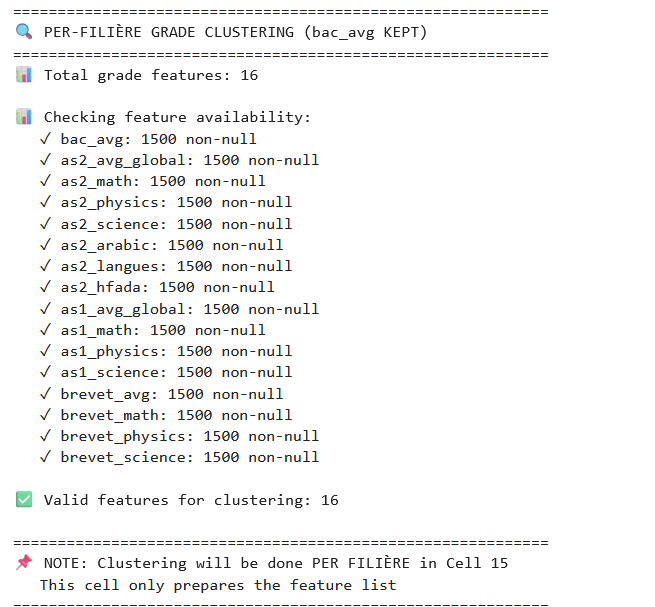 ============================================================
🔍 PER-FILIÈRE GRADE CLUSTERING (bac_avg KEPT)
============================================================
📊 Total grade features: 16
📊 Checking feature availability:
✓ bac_avg: 1500 non-null
✓ as2_avg_global: 1500 non-null
✓ as2_math: 1500 non-null
✓ as2_physics: 1500 non-null
✓ as2_science: 1500 non-null
✓ as2_arabic: 1500 non-null
✓ as2_langues: 1500 non-null
✓ as2_hfada: 1500 non-null
✓ as1_avg_global: 1500 non-null
✓ as1_math: 1500 non-null
✓ as1_physics: 1500 non-null
✓ as1_science: 1500 non-null
✓ brevet_avg: 1500 non-null
✓ brevet_math: 1500 non-null
✓ brevet_physics: 1500 non-null
✓ brevet_science: 1500 non-null
✅ Valid features for clustering: 16
============================================================
📌 NOTE: Clustering will be done PER FILIÈRE in Cell 15
This cell only prepares the feature list
============================================================